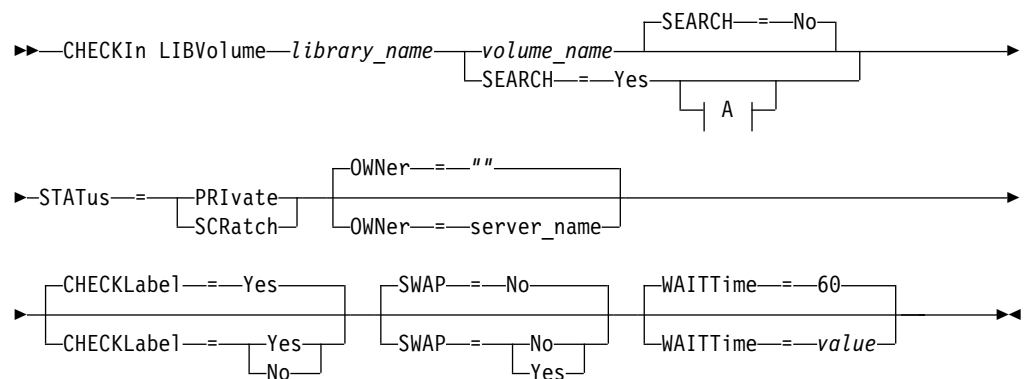 SEARCH = No
CHECKIn LIBVolume library_name volume_name
SEARCH = Yes
A
OWNer = ""
STATus = PRIvate
SCRatch OWNer = server_name
CHECKLabel = Yes SWAP = No WAITTime = 60
CHECKLabel = Yes SWAP = No WAITTime = value
No Yes